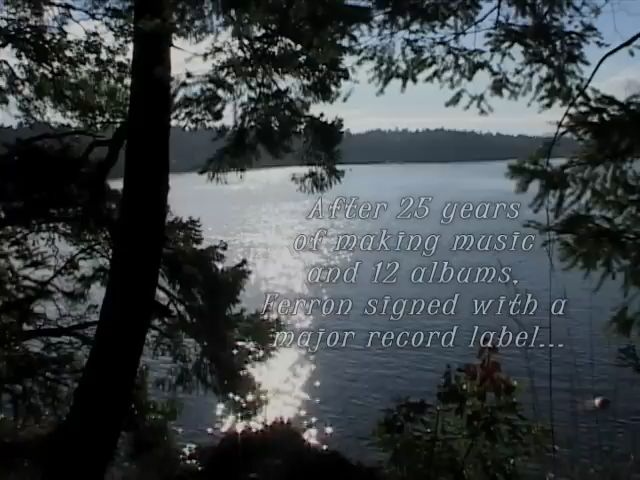 After 25 years
of making music
and 12 albums,
Ferron signed with a
major record label...